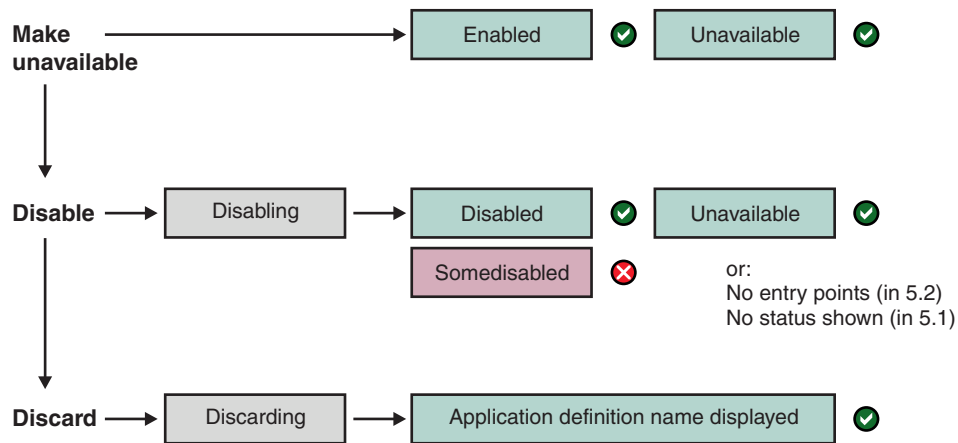 Make
unavailable
Enabled
Unavailable
Disable
Disabling
Disabled
Unavailable
Somedisabled
or:
No entry points (in 5.2)
No status shown (in 5.1)
Discard
Discarding
Application definition name displayed